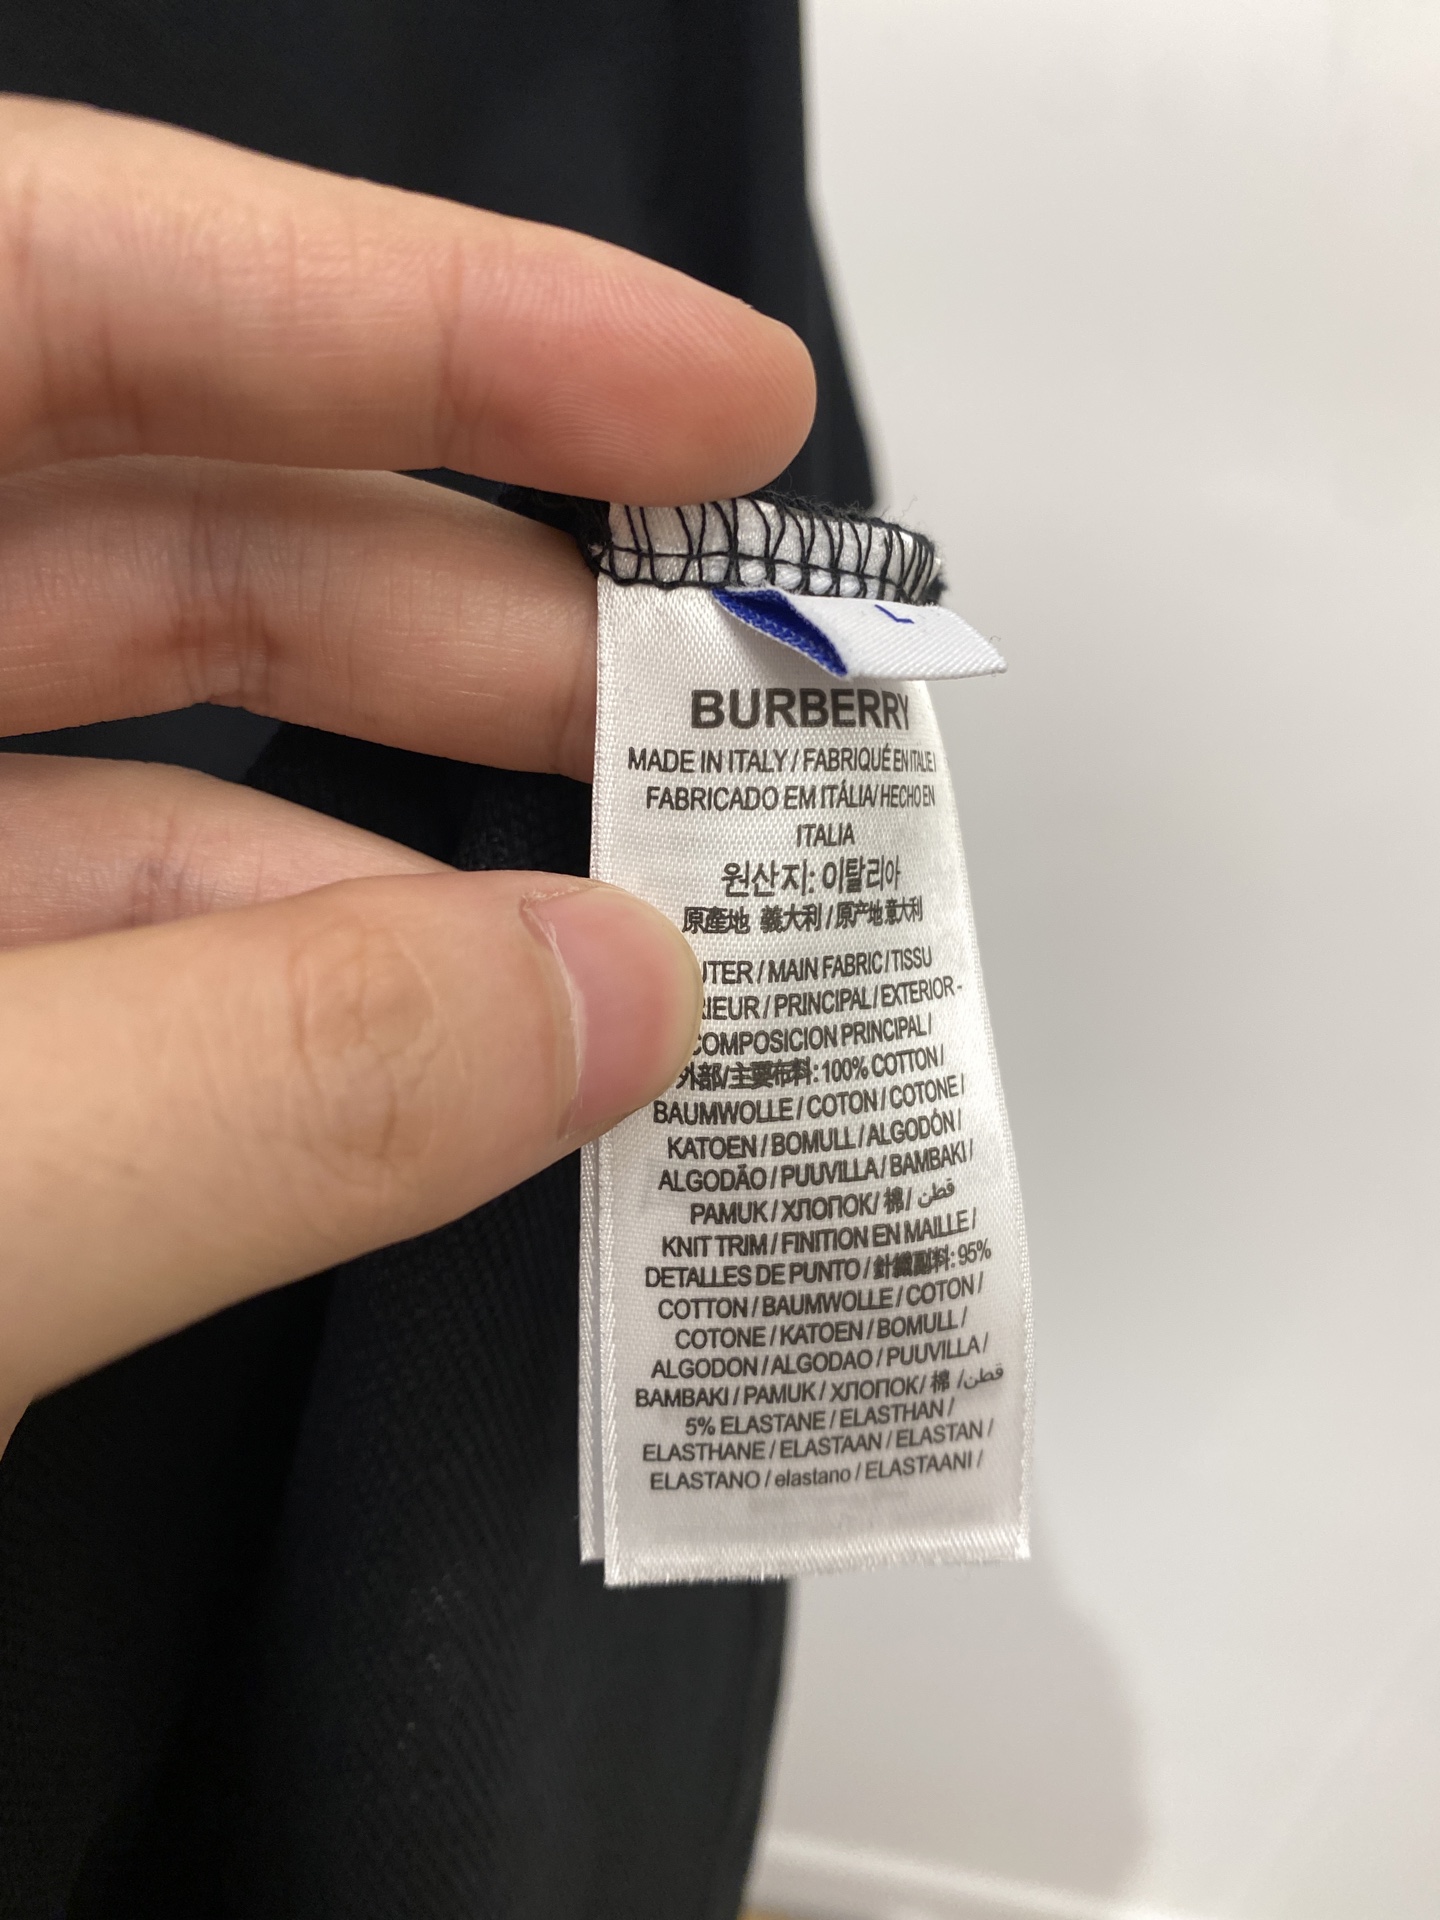 L
BURBERRY
MADE IN ITALY / FABRIQUÉ EN ITALIE /
FABRICADO EM ITÁLIA/ HECHO EN
ITALIA
원산지: 이탈리아
原產地 義大利 / 原产地意大利
UTER / MAIN FABRIC / TISSU
RIEUR / PRINCIPAL / EXTERIOR -
COMPOSICION PRINCIPAL /
外部/主要布料: 100% COTTON /
BAUMWOLLE / COTON / COTONE /
KATOEN / BOMULL / ALGODÓN /
ALGODÃO / PUUVILLA / BAMBAKI /
PAMUK / ХЛОПОК/ 棉/ قطن
KNIT TRIM / FINITION EN MAILLE /
DETALLES DE PUNTO / 針織副料: 95%
COTTON / BAUMWOLLE / COTON /
COTONE / KATOEN / BOMULL /
ALGODON / ALGODAO / PUUVILLA /
BAMBAKI / PAMUK / ХЛОПОК/ 棉 / قطن
5% ELASTANE / ELASTHAN /
ELASTHANE / ELASTAAN / ELASTAN /
ELASTANO / elastano / ELASTAANI /